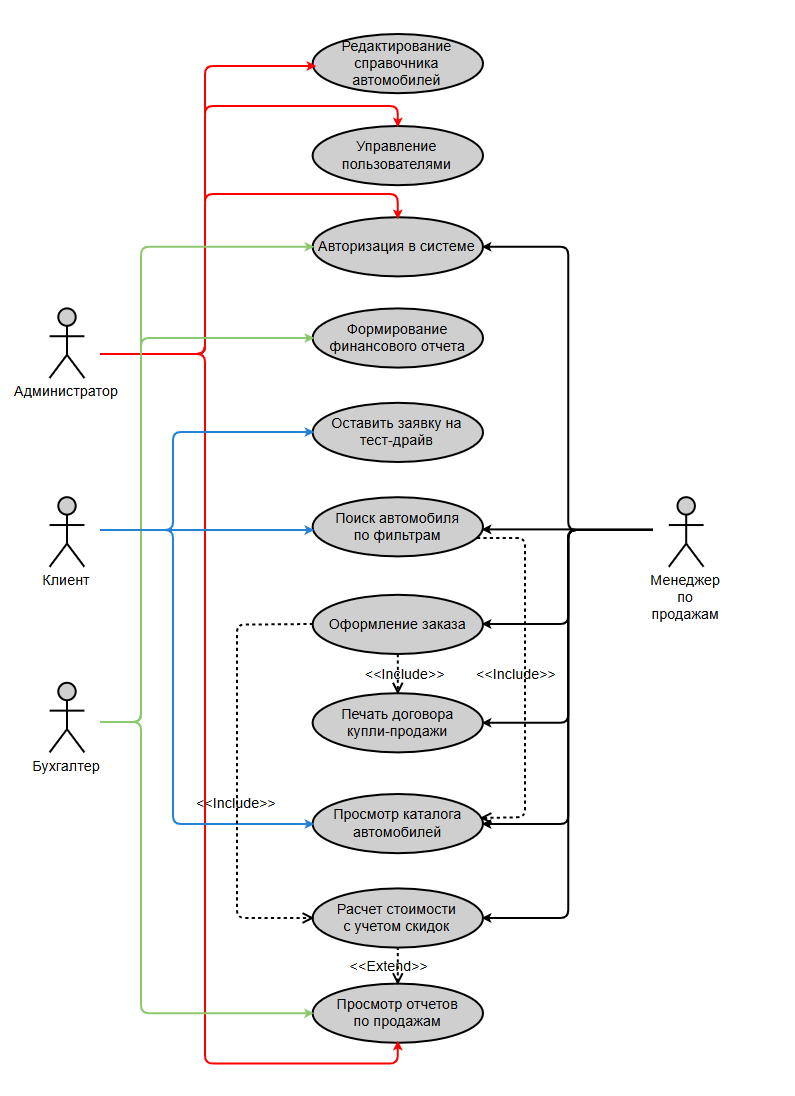 Редактирование
справочника
автомобилей
Управление
пользователями
Авторизация в системе
Формирование
финансового отчета
Администратор
Оставить заявку на
тест-драйв
Поиск автомобиля
по фильтрам
Клиент
Менеджер
по
продажам
Оформление заказа
<<Include>>
<<Include>>
Печать договора
купли-продажи
Бухгалтер
<<Include>>
Просмотр каталога
автомобилей
Расчет стоимости
с учетом скидок
<<Extend>>
Просмотр отчетов
по продажам